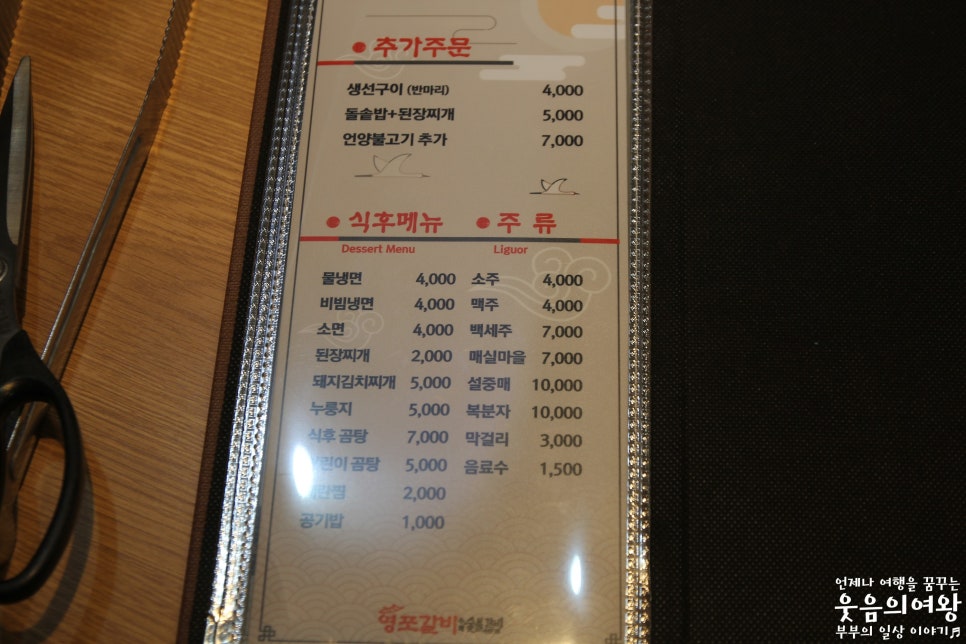 추가주문
생선구이 (반마리) 4,000
돌솥밥+된장찌개 5,000
언양불고기 추가 7,000
식후메뉴
Dessert Menu
물냉면 4,000
비빔냉면 4,000
소면 4,000
된장찌개 2,000
돼지김치찌개 5,000
누룽지 5,000
식후 곰탕 7,000
곰탕 5,000
2,000
공기밥 1,000
주 류
Liguor
소주 4,000
맥주 4,000
백세주 7,000
매실마을 7,000
설중매 10,000
복분자 10,000
막걸리 3,000
음료수 1,500
영포갈비
언제나 여행을 꿈꾸는
웃음의여왕
부부의 일상 이야기♬